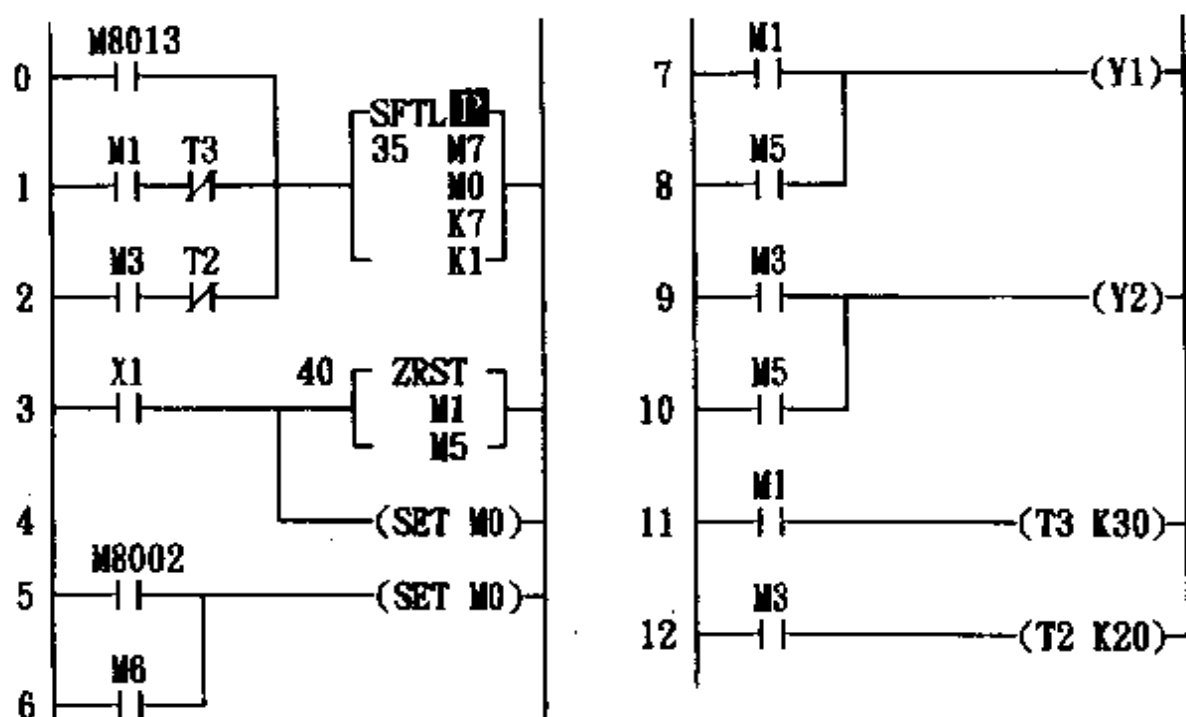 M8013
0
SFTL P
35 M7
M1 T3
1
M0
K7
M3 T2
K1
2
X1
40 ZRST
3
M1
M5
4 (SET M0)
M8002
5 (SET M0)
M6
6
M1
7 (Y1)
M5
8
M3
9 (Y2)
M5
10
M1
11 (T3 K30)
M3
12 (T2 K20)